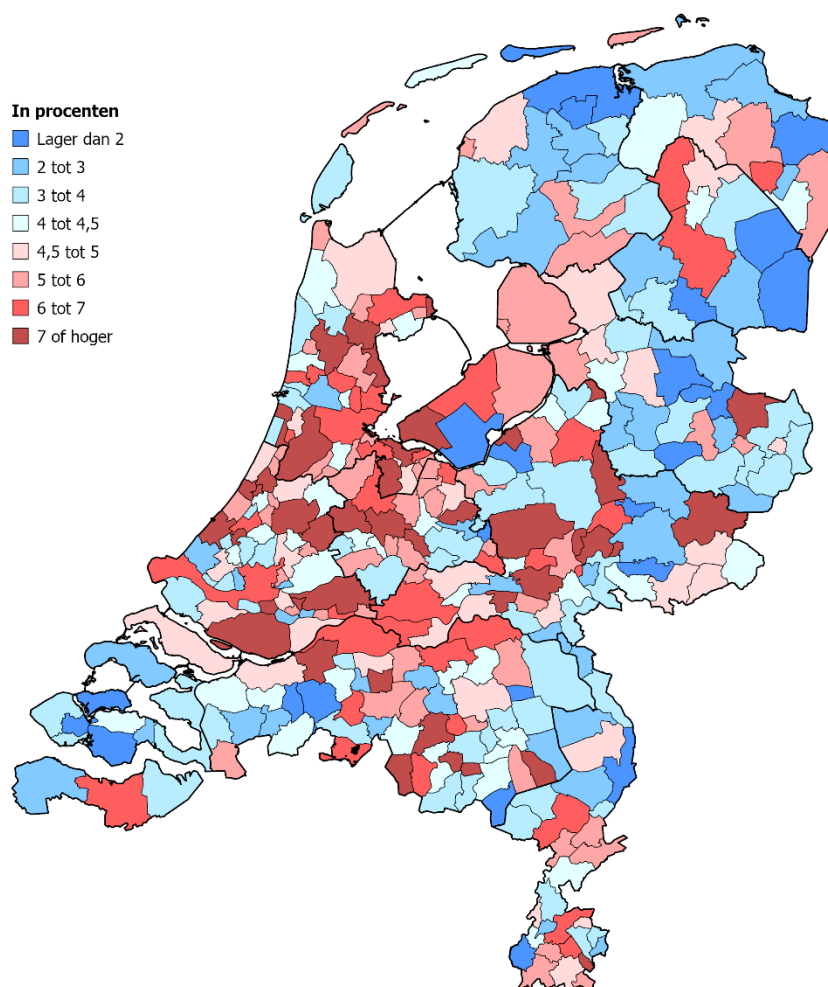 In procenten
Lager dan 2
2 tot 3
3 tot 4
4 tot 4,5
4,5 tot 5
5 tot 6
6 tot 7
7 of hoger